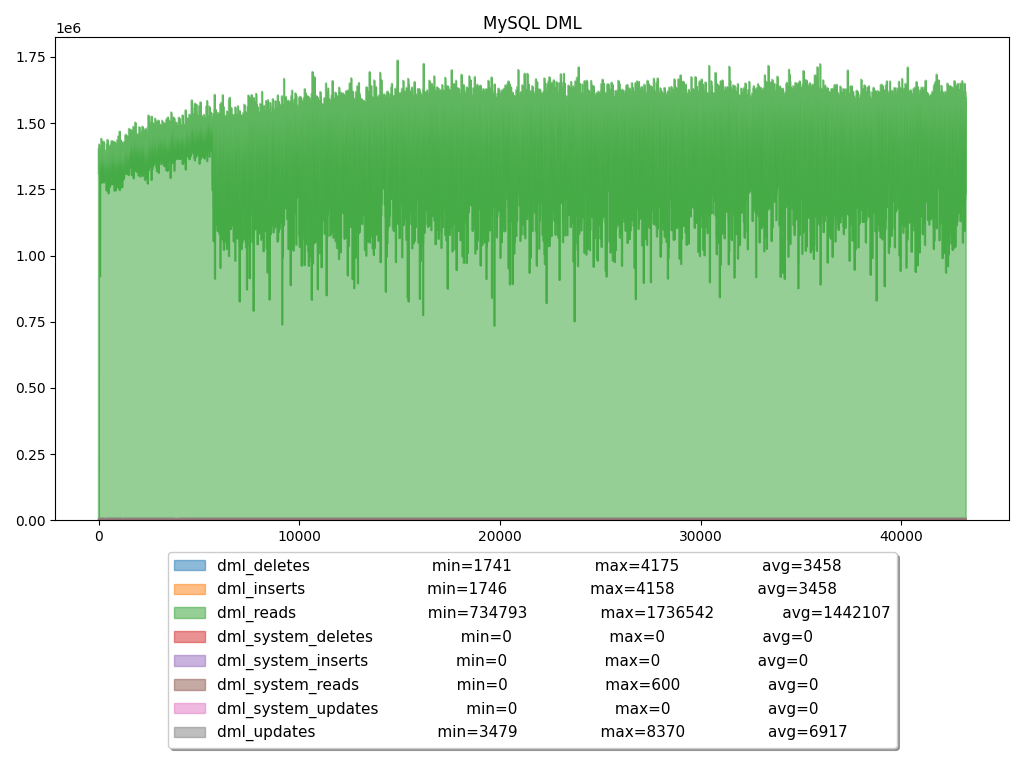 MySQL DML
1e6
1.75
1.50
1.25
1.00
0.75
0.50
0.25
0.00
0 10000 20000 30000 40000
dml_deletes min=1741 max=4175 avg=3458
dml_inserts min=1746 max=4158 avg=3458
dml_reads min=734793 max=1736542 avg=1442107
dml_system_deletes min=0 max=0 avg=0
dml_system_inserts min=0 max=0 avg=0
dml_system_reads min=0 max=600 avg=0
dml_system_updates min=0 max=0 avg=0
dml_updates min=3479 max=8370 avg=6917